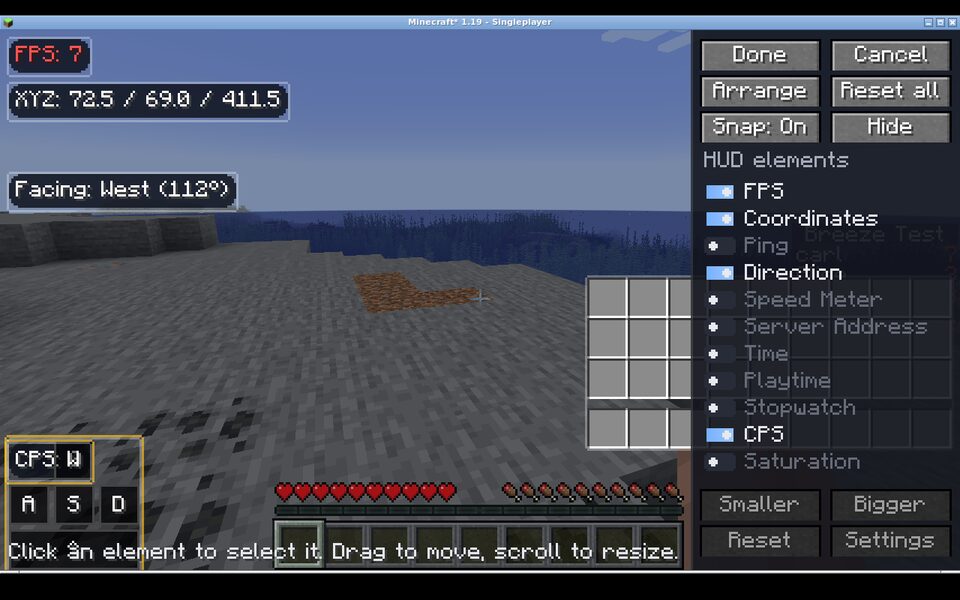 Minecraft* 1.19 - Singleplayer
FPS: 7
XYZ: 72.5 / 69.0 / 411.5
Facing: West (112°)
CPS W
A S D
Click an element to select it. Drag to move, scroll to resize.
Done Cancel
Arrange Reset all
Snap: On Hide
HUD elements
FPS
Coordinates
Ping
Direction
Speed Meter
Server Address
Time
Playtime
Stopwatch
CPS
Saturation
Smaller Bigger
Reset Settings
Breeze Test